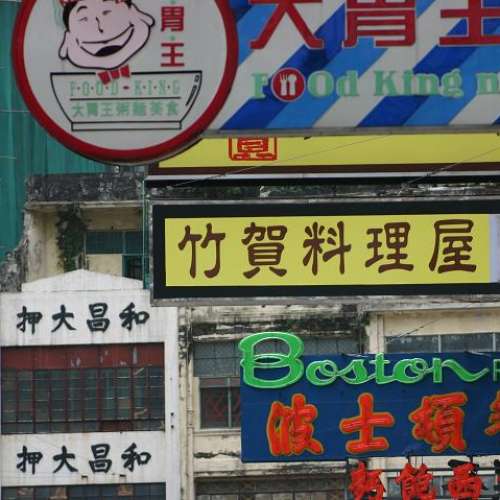 胃·王
FOOD-KING
大胃王粥麵美食
大胃王
Food King
竹賀料理屋
押大昌和
Boston
波士頓
押大昌和